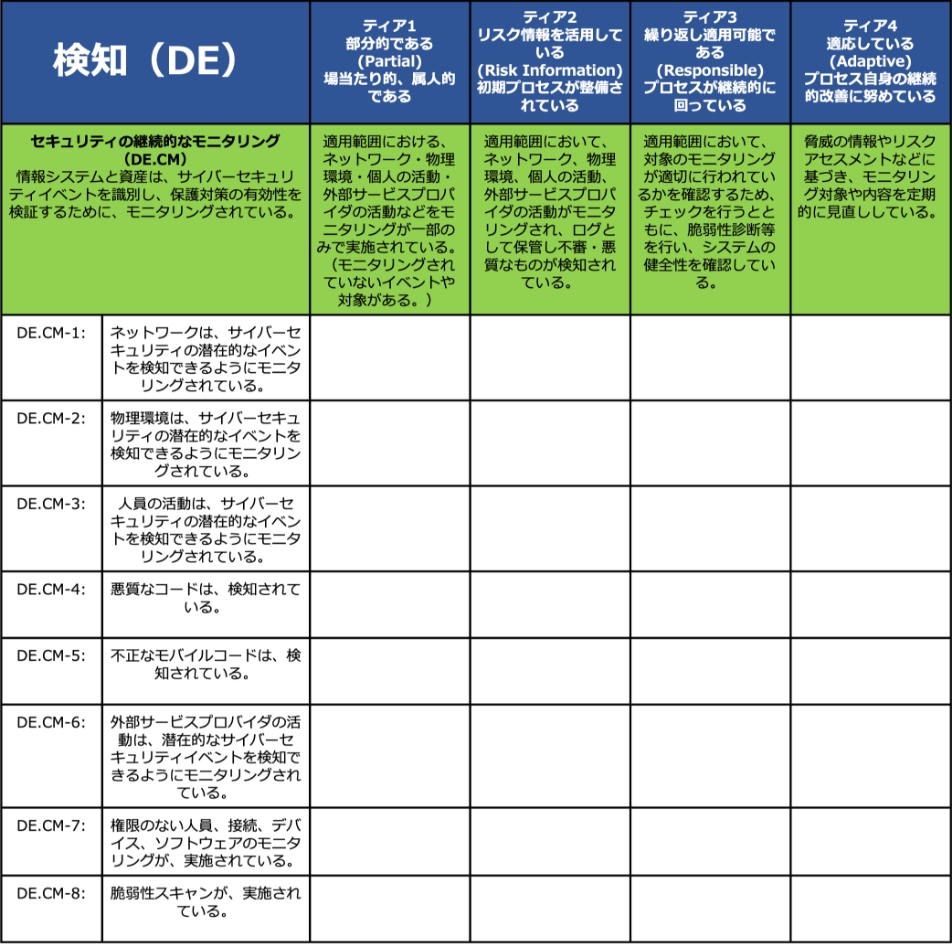 検知（DE）
ティア1
部分的である
(Partial)
場当たり的、属人的
である
ティア2
リスク情報を活用して
いる
(Risk Information)
初期プロセスが整備さ
れている
ティア3
繰り返し適用可能で
ある
(Responsible)
プロセスが継続的に
回っている
ティア4
適応している
(Adaptive)
プロセス自身の継続
的改善に努めている
セキュリティの継続的なモニタリング
（DE.CM）
情報システムと資産は、サイバーセキュリ
ティイベントを識別し、保護対策の有効性を
検証するために、モニタリングされている。
適用範囲における、
ネットワーク・物理
環境・個人の活動・
外部サービスプロバ
イダの活動などをモ
ニタリングが一部の
みで実施されている。
（モニタリングされ
ていないイベントや
対象がある。）
適用範囲において、
ネットワーク、物理
環境、個人の活動、
外部サービスプロバ
イダの活動がモニタ
リングされ、ログと
して保管し不審・悪
質なものが検知され
ている。
適用範囲において、
対象のモニタリング
が適切に行われてい
るかを確認するため、
チェックを行うとと
もに、脆弱性診断等
を行い、システムの
健全性を確認してい
る。
脅威の情報やリスク
アセスメントなどに
基づき、モニタリン
グ対象や内容を定期
的に見直ししている。
DE.CM-1:
ネットワークは、サイバーセ
キュリティの潜在的なイベン
トを検知できるようにモニタ
リングされている。
DE.CM-2:
物理環境は、サイバーセキュ
リティの潜在的なイベントを
検知できるようにモニタリン
グされている。
DE.CM-3:
人員の活動は、サイバーセ
キュリティの潜在的なイベン
トを検知できるようにモニタ
リングされている。
DE.CM-4:
悪質なコードは、検知されて
いる。
DE.CM-5:
不正なモバイルコードは、検
知されている。
DE.CM-6:
外部サービスプロバイダの活
動は、潜在的なサイバーセ
キュリティイベントを検知で
きるようにモニタリングされ
ている。
DE.CM-7:
権限のない人員、接続、デバ
イス、ソフトウェアのモニタ
リングが、実施されている。
DE.CM-8:
脆弱性スキャンが、実施され
ている。